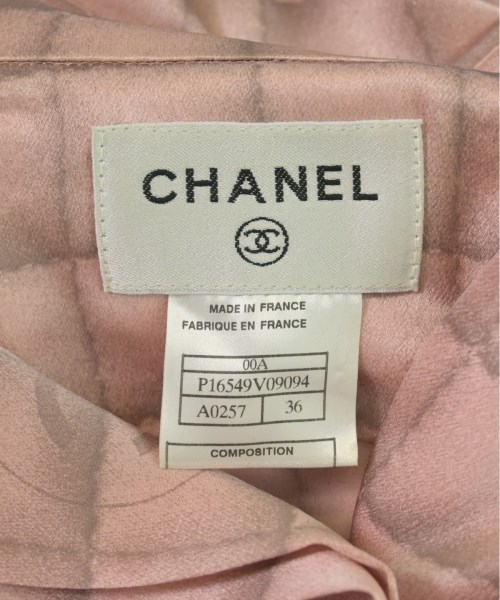 CHANEL
MADE IN FRANCE
FABRIQUE EN FRANCE
00A
P16549V09094
A0257 36
COMPOSITION